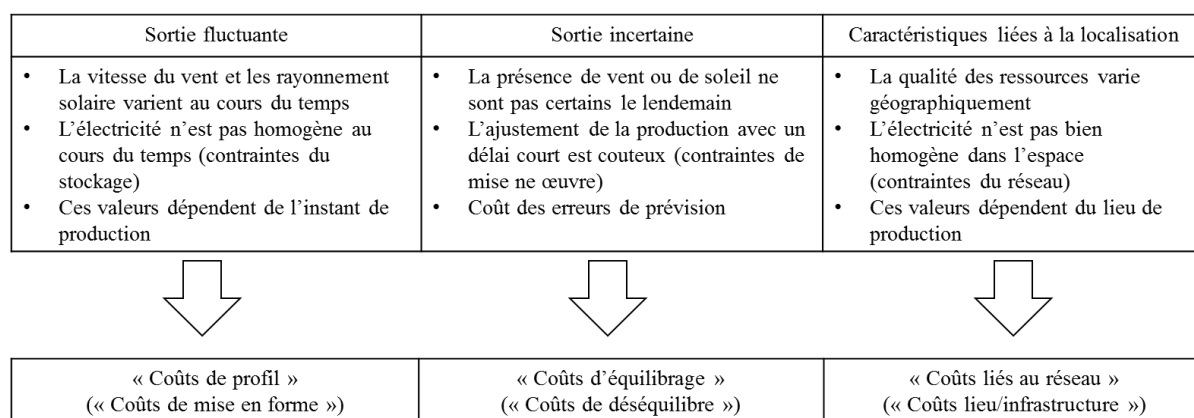 Sortie fluctuante
Sortie incertaine
Caractéristiques liées à la localisation
• La vitesse du vent et les rayonnement
solaire varient au cours du temps
• L’électricité n’est pas homogène au
cours du temps (contraintes du
stockage)
• Ces valeurs dépendent de l’instant de
production
• La présence de vent ou de soleil ne
sont pas certains le lendemain
• L’ajustement de la production avec un
délai court est couteux (contraintes de
mise ne œuvre)
• Coût des erreurs de prévision
• La qualité des ressources varie
géographiquement
• L’électricité n’est pas bien
homogène dans l’espace
(contraintes du réseau)
• Ces valeurs dépendent du lieu de
production
« Coûts de profil »
(« Coûts de mise en forme »)
« Coûts d’équilibrage »
(« Coûts de déséquilibre »)
« Coûts liés au réseau »
(« Coûts lieu/infrastructure »)